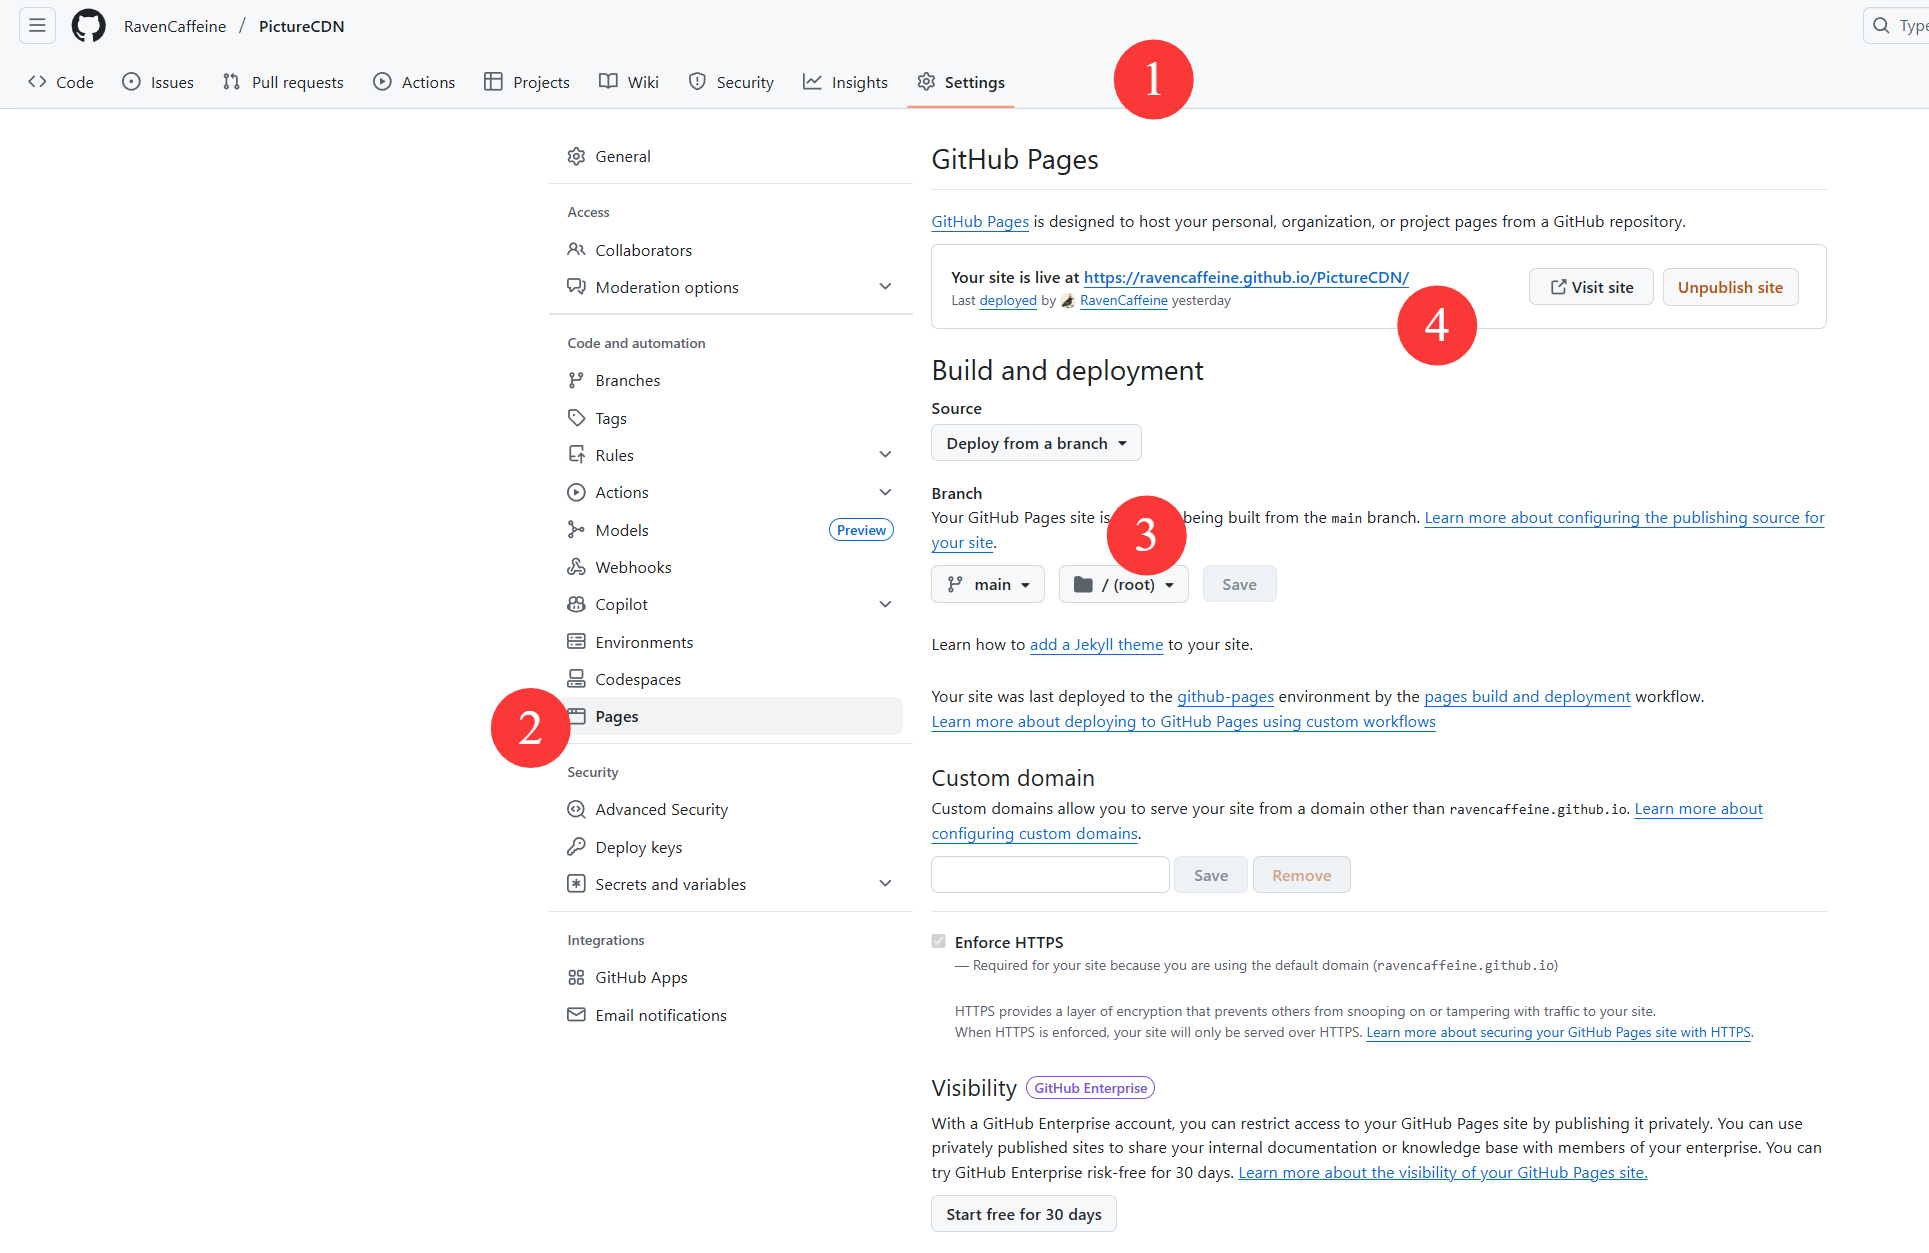 RavenCaffeine / PictureCDN
Type
Code Issues Pull requests Actions Projects Wiki Security Insights Settings
1
General
Access
Collaborators
Moderation options
Code and automation
Branches
Tags
Rules
Actions
Models Preview
Webhooks
Copilot
Environments
Codespaces
Pages
2
Security
Advanced Security
Deploy keys
Secrets and variables
Integrations
GitHub Apps
Email notifications
GitHub Pages
GitHub Pages is designed to host your personal, organization, or project pages from a GitHub repository.
Your site is live at https://ravencaffeine.github.io/PictureCDN/
Last deployed by RavenCaffeine yesterday
Visit site Unpublish site
4
Build and deployment
Source
Deploy from a branch
Branch
Your GitHub Pages site is being built from the main branch. Learn more about configuring the publishing source for
your site.
3
main / (root) Save
Learn how to add a Jekyll theme to your site.
Your site was last deployed to the github-pages environment by the pages build and deployment workflow.
Learn more about deploying to GitHub Pages using custom workflows
Custom domain
Custom domains allow you to serve your site from a domain other than ravencaffeine.github.io. Learn more about
configuring custom domains.
Save Remove
Enforce HTTPS
— Required for your site because you are using the default domain (ravencaffeine.github.io)
HTTPS provides a layer of encryption that prevents others from snooping on or tampering with traffic to your site.
When HTTPS is enforced, your site will only be served over HTTPS. Learn more about securing your GitHub Pages site with HTTPS.
Visibility GitHub Enterprise
With a GitHub Enterprise account, you can restrict access to your GitHub Pages site by publishing it privately. You can use
privately published sites to share your internal documentation or knowledge base with members of your enterprise. You can
try GitHub Enterprise risk-free for 30 days. Learn more about the visibility of your GitHub Pages site.
Start free for 30 days